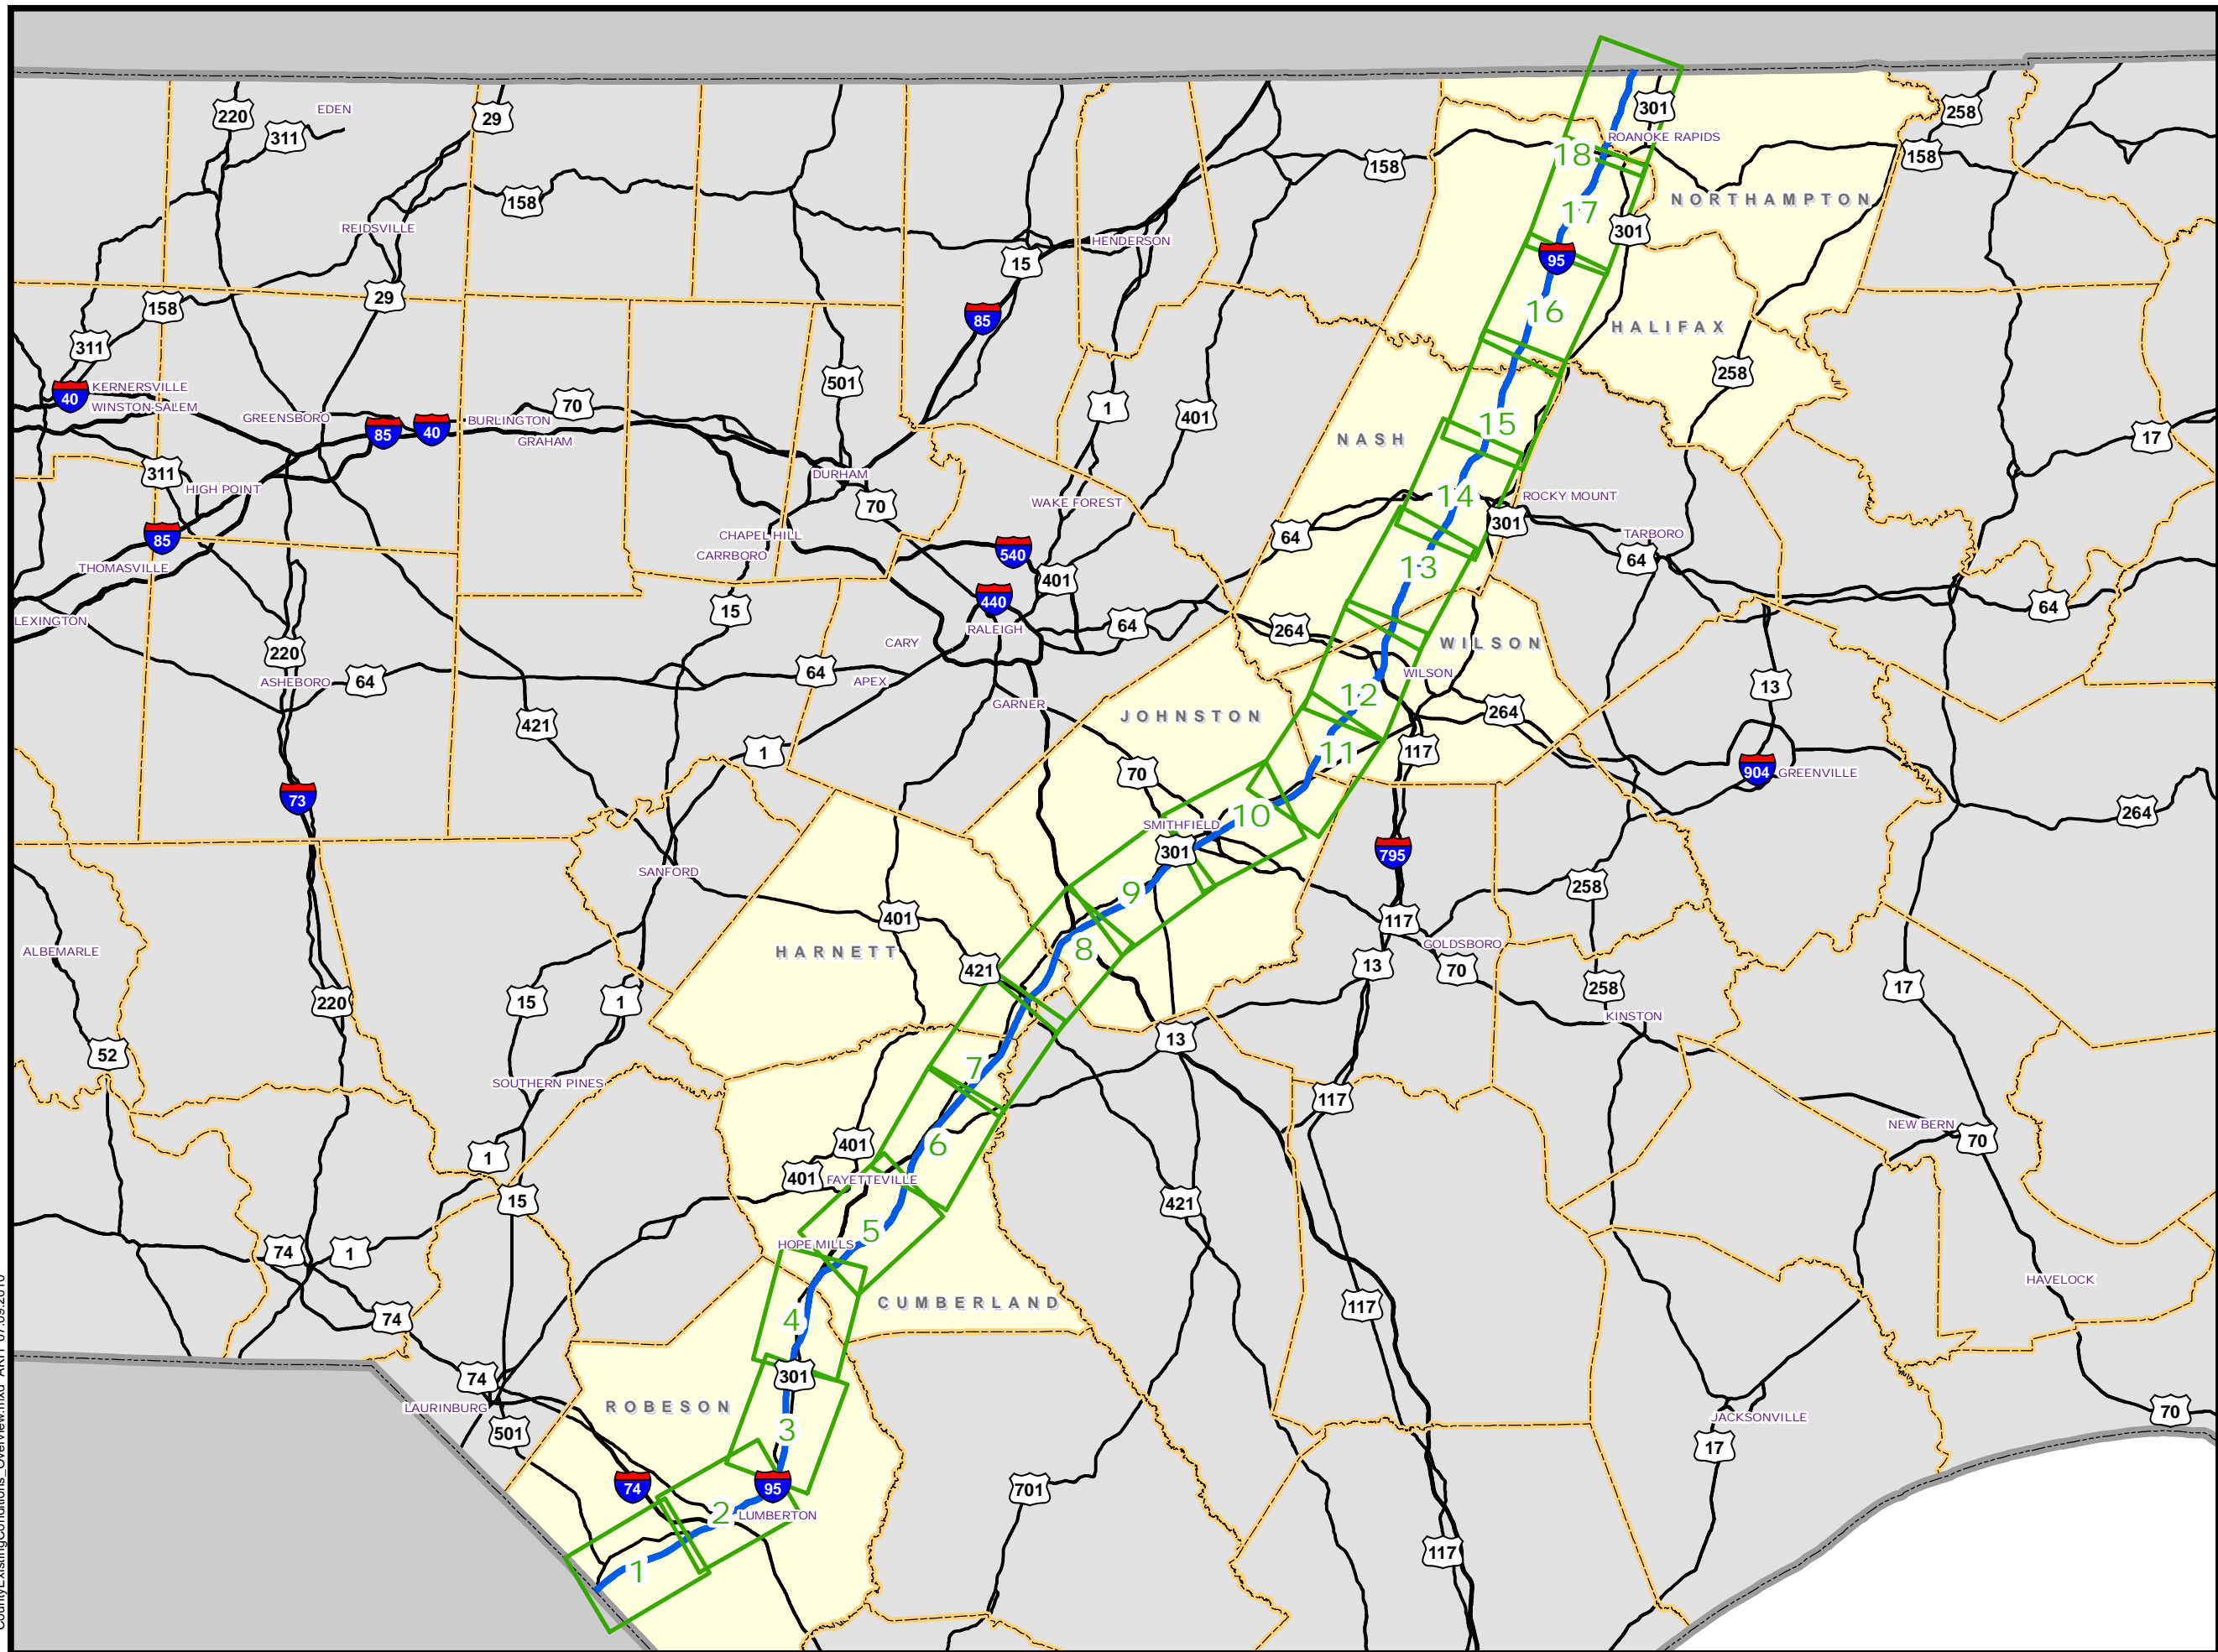 301
258
220
EDEN
29
311
ROANOKE RAPIDS
18
158
158
158
NORTHAMPTON
17
REIDSVILLE
301
HENDERSON
95
15
29
158
16
85
HALIFAX
311
258
501
40
KERNERSVILLE
WINSTON-SALEM
70
1
401
GREENSBORO
85
40
BURLINGTON
GRAHAM
15
NASH
17
311
HIGH POINT
DURHAM
70
WAKE FOREST
14
ROCKY MOUNT
301
85
CHAPEL HILL
CARRBORO
540
64
TARBORO
64
THOMASVILLE
401
13
440
LEXINGTON
15
RALEIGH
64
264
64
220
CARY
WILSON
ASHEBORO
64
64
APEX
WILSON
13
421
GARNER
12
264
JOHNSTON
1
11
117
73
70
904
GREENVILLE
10
264
SMITHFIELD
301
795
SANFORD
9
258
401
117
ALBEMARLE
HARNETT
8
GOLDSBORO
421
13
70
220
15
1
258
17
KINSTON
13
52
7
SOUTHERN PINES
117
401
6
NEW BERN
70
1
401
FAYETTEVILLE
15
421
5
HOPE MILLS
74
1
HAVELOCK
CUMBERLAND
117
74
4
74
301
LAURINBURG
ROBESON
70
501
3
JACKSONVILLE
17
74
95
701
2
LUMBERTON
117
1